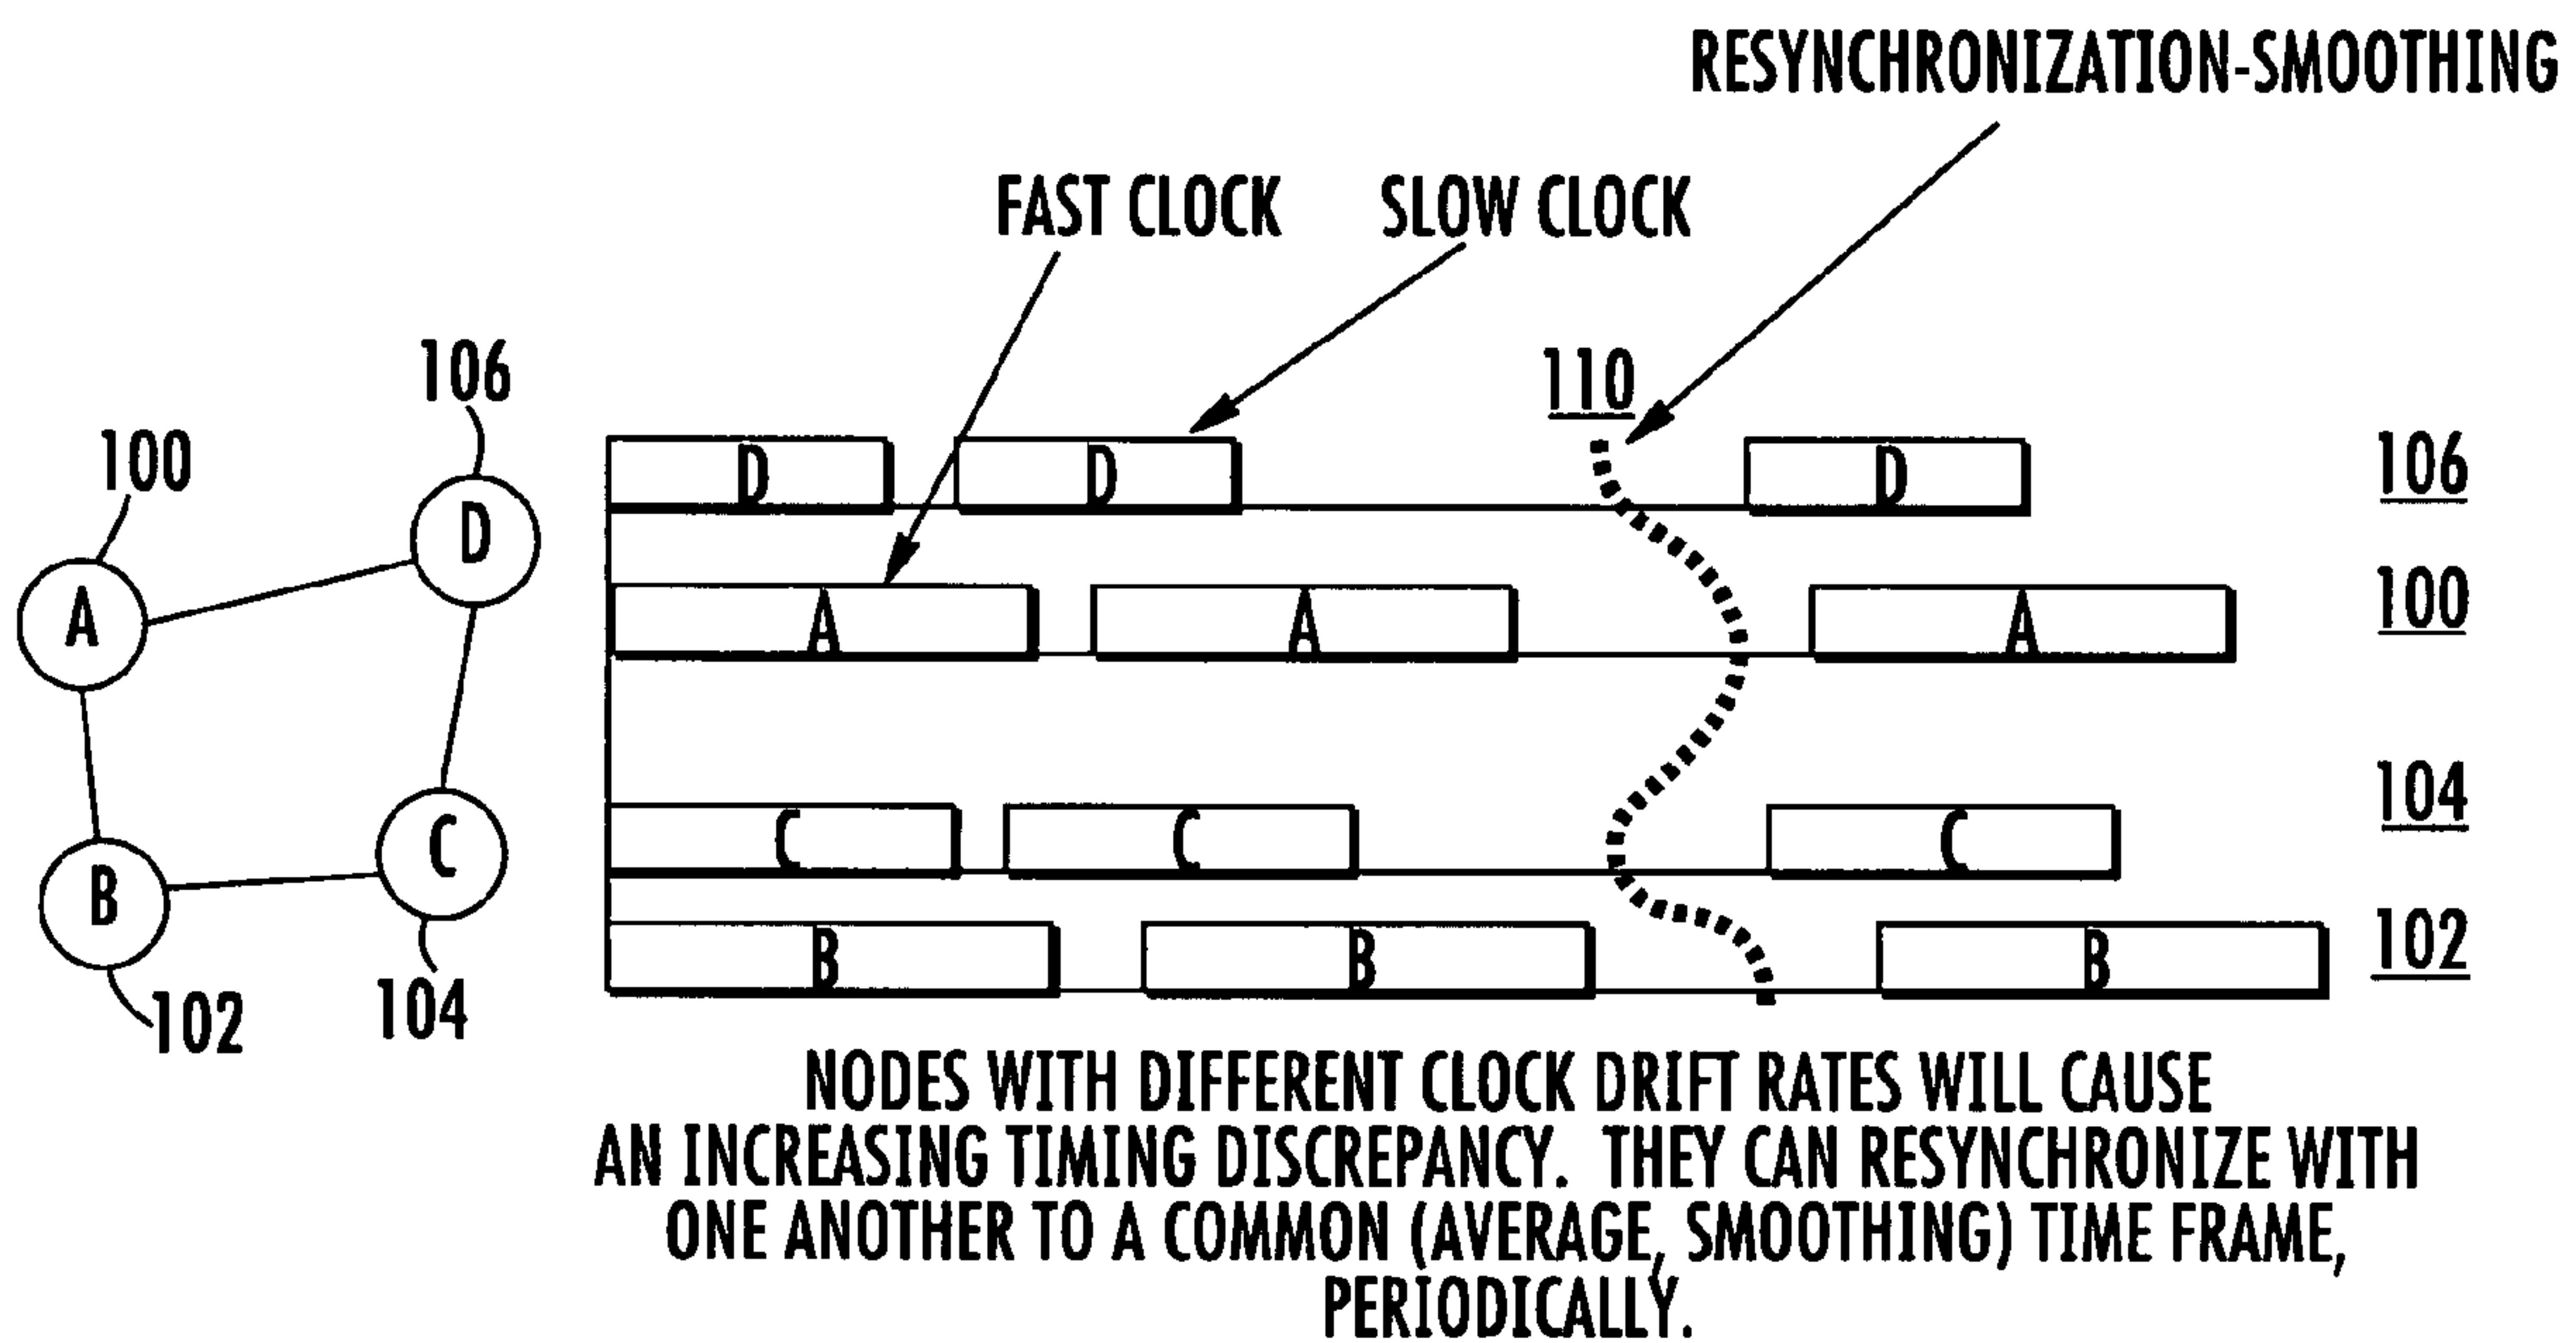 RESYNCHRONIZATION-SMOOTHING
FAST CLOCK
SLOW CLOCK
106
100
A
D
B
C
102
104
110
D
D
D
106
A
A
A
100
C
C
C
104
B
B
B
102
NODES WITH DIFFERENT CLOCK DRIFT RATES WILL CAUSE
AN INCREASING TIMING DISCREPANCY. THEY CAN RESYNCHRONIZE WITH
ONE ANOTHER TO A COMMON (AVERAGE, SMOOTHING) TIME FRAME,
PERIODICALLY.